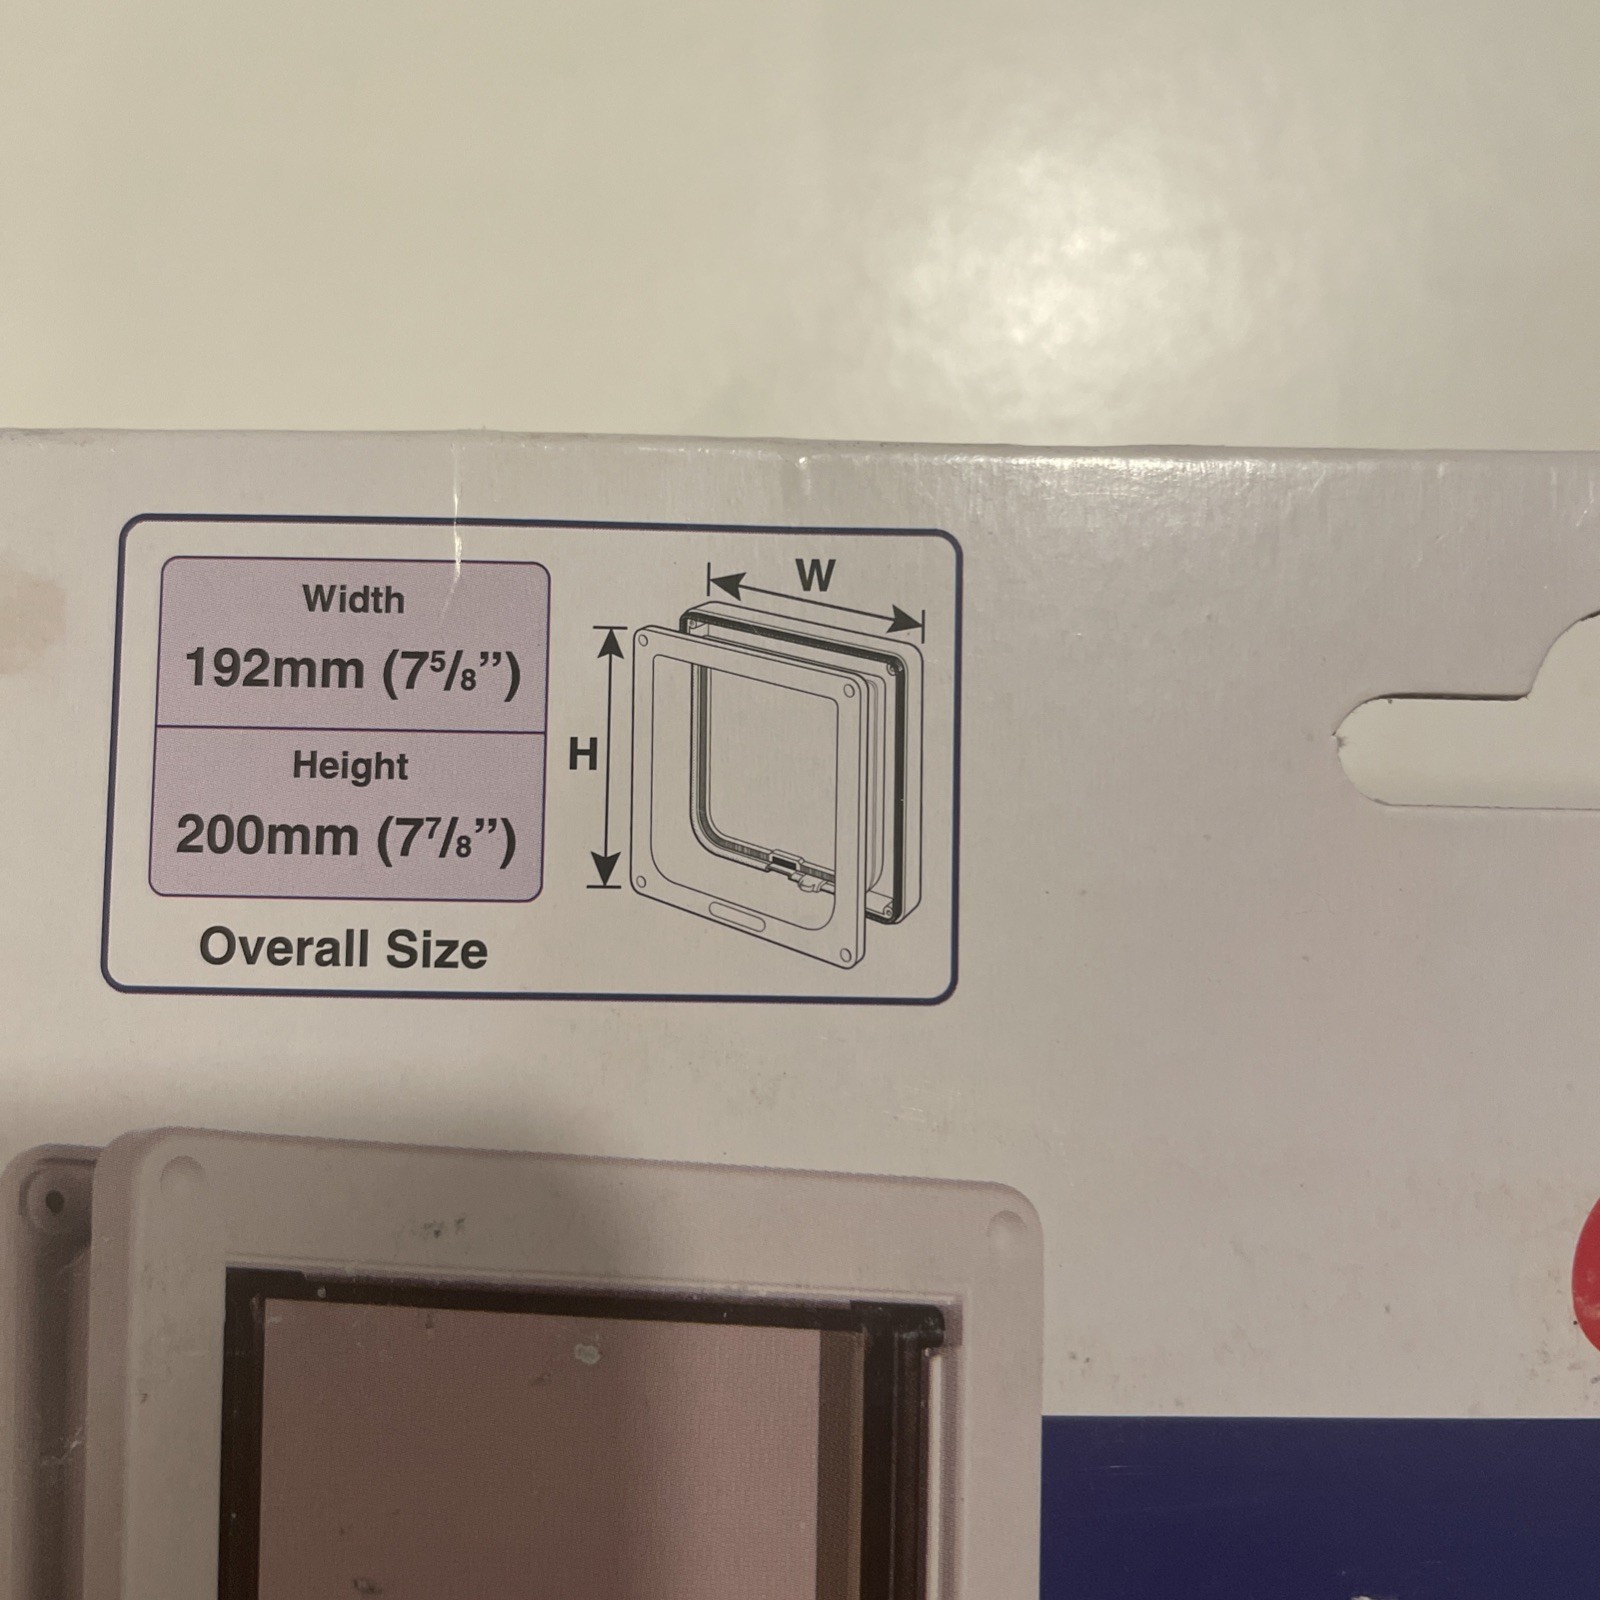 Width
192mm (7⁵/₈”)
Height
200mm (7⁷/₈”)
Overall Size
W
H